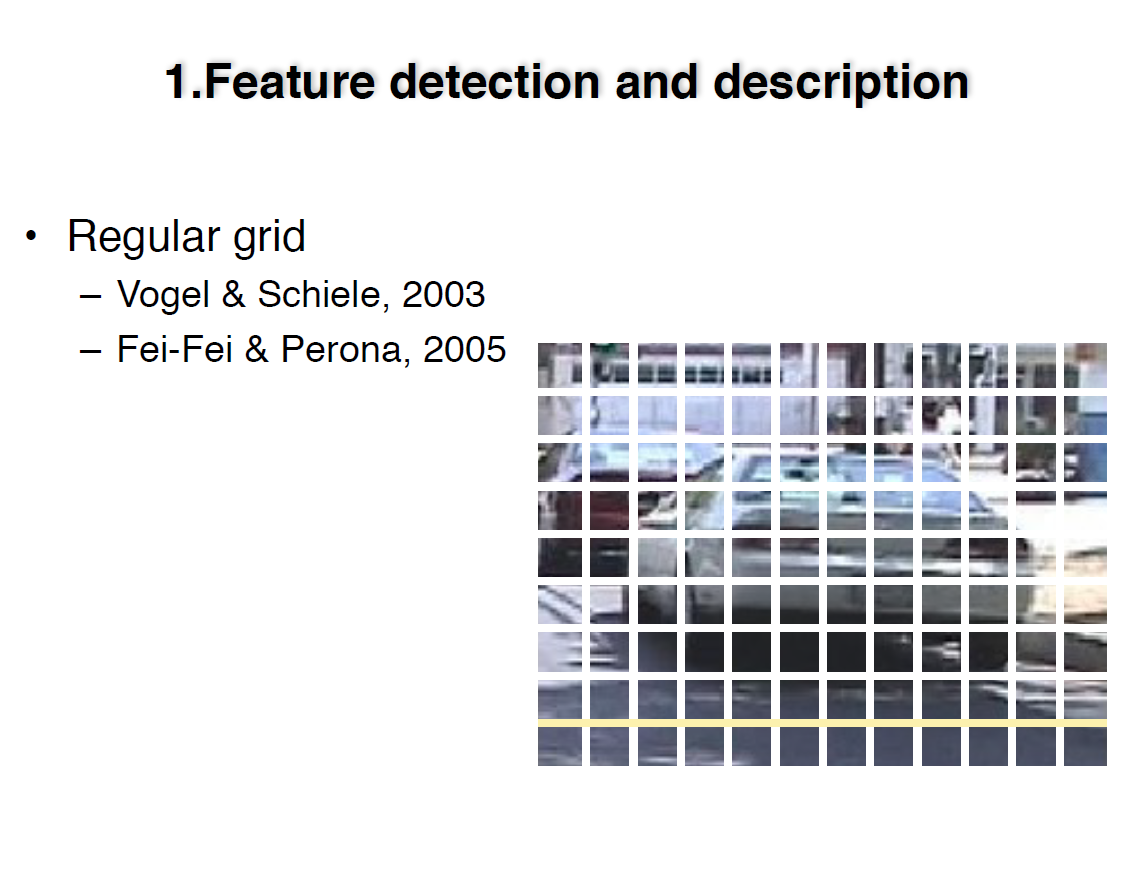 1.Feature detection and description
• Regular grid
– Vogel & Schiele, 2003
– Fei-Fei & Perona, 2005